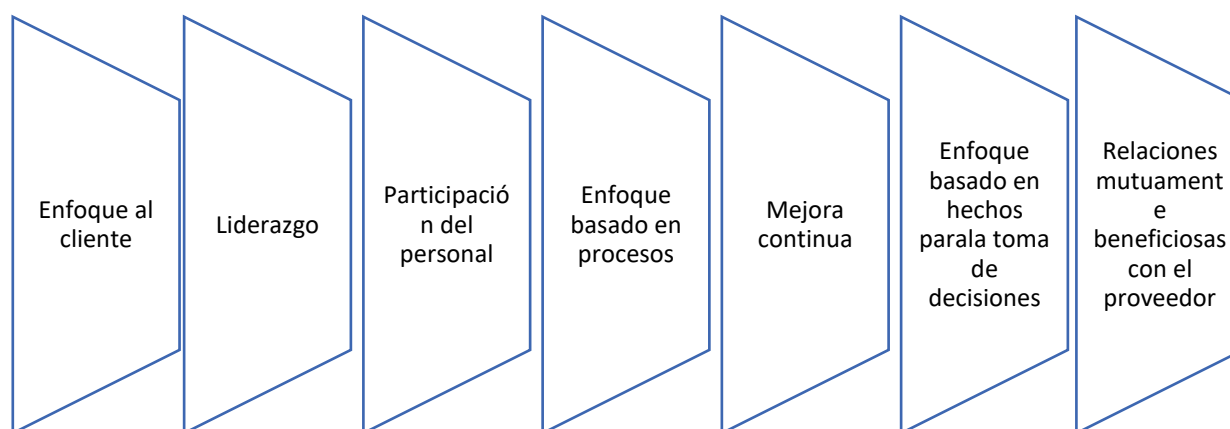 Enfoque al
cliente
Liderazgo
Participació
n del
personal
Enfoque
basado en
procesos
Mejora
continua
Enfoque
basado en
hechos
parala toma
de
decisiones
Relaciones
mutuament
e
beneficiosas
con el
proveedor